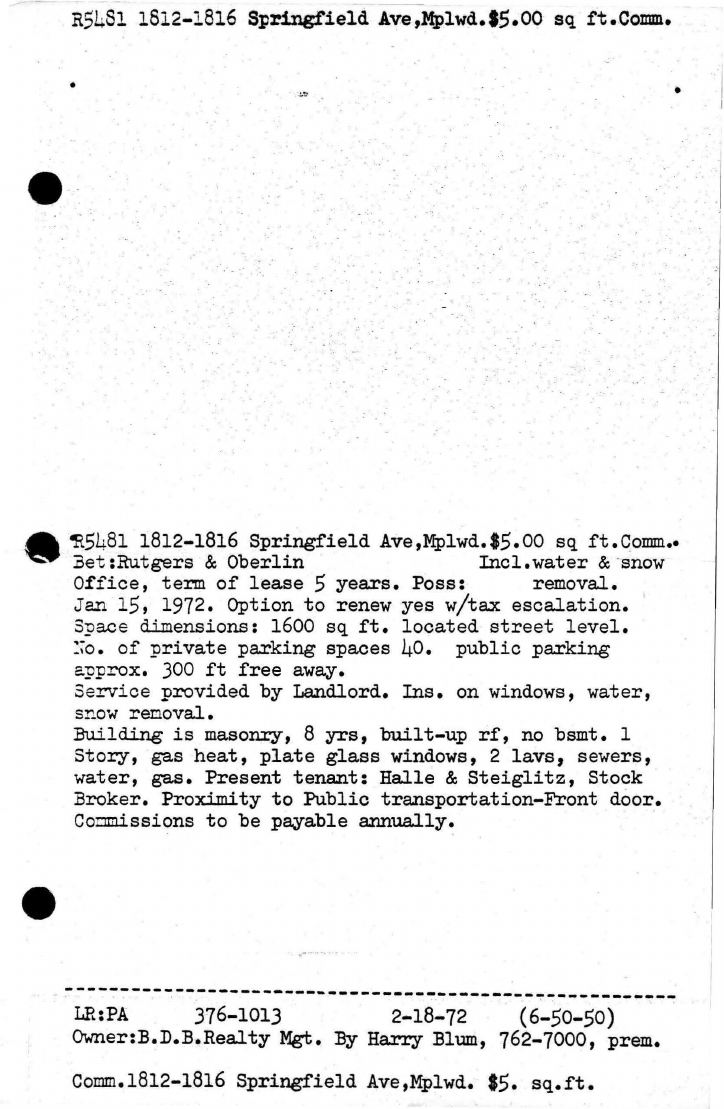 R5481 1812-1816 Springfield Ave,Mplwd.$5.00 sq ft.Comm.
R5481 1812-1816 Springfield Ave,Mplwd.$5.00 sq ft.Comm.
Bet:Rutgers & Oberlin Incl.water & snow
Office, term of lease 5 years. Poss: removal.
Jan 15, 1972. Option to renew yes w/tax escalation.
Space dimensions: 1600 sq ft. located street level.
No. of private parking spaces 40. public parking
approx. 300 ft free away.
Service provided by Landlord. Ins. on windows, water,
snow removal.
Building is masonry, 8 yrs, built-up rf, no bsmt. 1
Story, gas heat, plate glass windows, 2 lavs, sewers,
water, gas. Present tenant: Halle & Steiglitz, Stock
Broker. Proximity to Public transportation-Front door.
Commissions to be payable annually.
LR:PA 376-1013 2-18-72 (6-50-50)
Owner:B.D.B.Realty Mgt. By Harry Blum, 762-7000, prem.
Comm.1812-1816 Springfield Ave,Mplwd. $5. sq.ft.